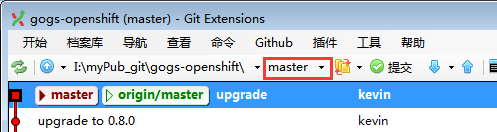 gogs-openshift (master) - Git Extensions
开始 档案库 导航 查看 命令 Github 插件 工具 帮助
I:\myPub_git\gogs-openshift\ master 提交
master origin/master upgrade kevin
upgrade to 0.8.0 kevin